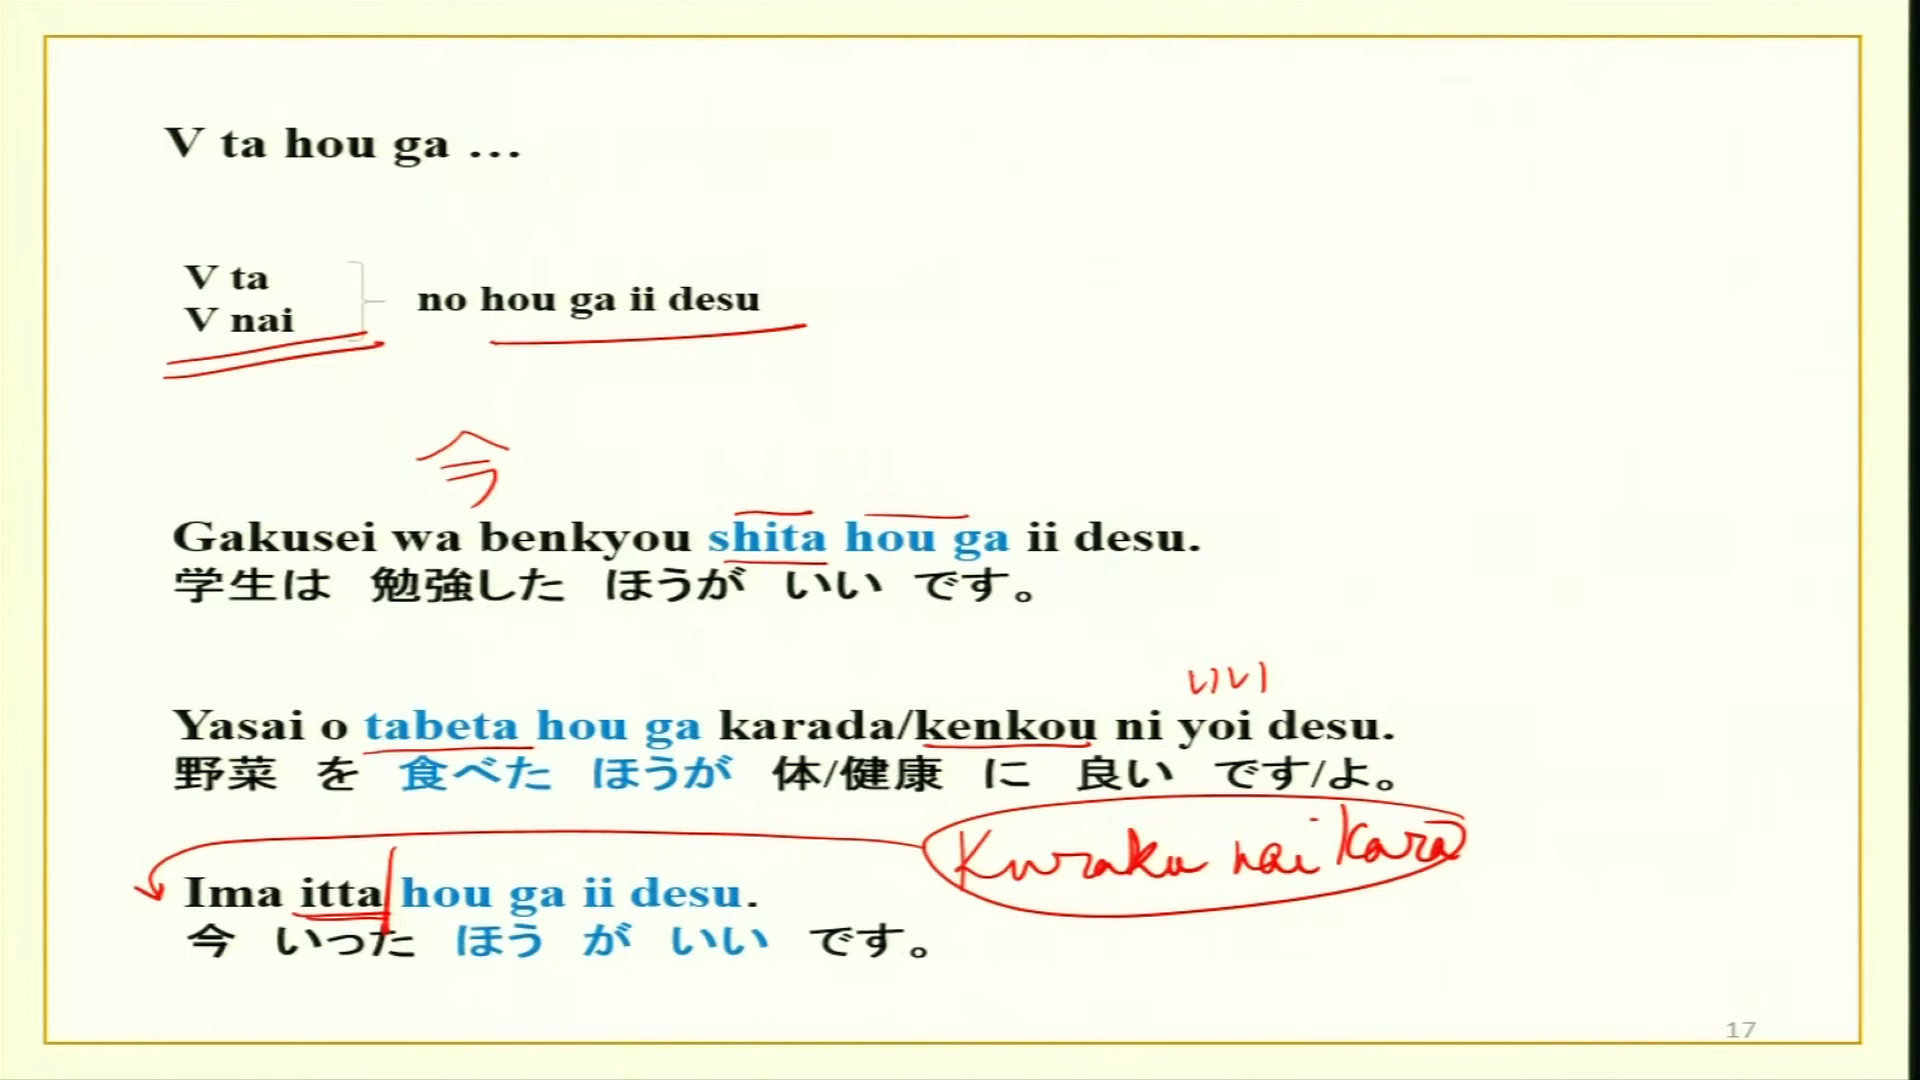 V ta hou ga …
V ta
V nai
no hou ga ii desu
今
Gakusei wa benkyou shita hou ga ii desu.
学生は 勉強した ほうが いい です。
いい
Yasai o tabeta hou ga karada/kenkou ni yoi desu.
野菜 を 食べた ほうが 体/健康 に 良い です/よ。
Kuraku nai kara
Ima itta hou ga ii desu.
今 いった ほう が いい です。
17